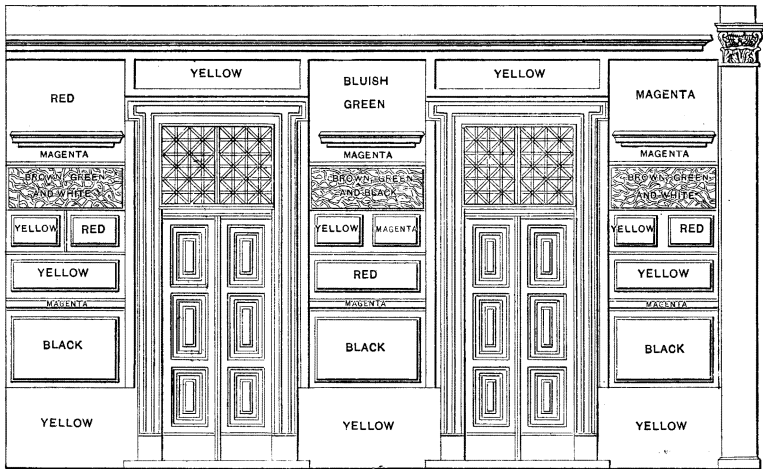 YELLOW
YELLOW
RED
BLUISH
GREEN
MAGENTA
MAGENTA
MAGENTA
MAGENTA
BROWN, GREEN
AND WHITE
BROWN, GREEN
AND BLACK
BROWN, GREEN
AND WHITE
YELLOW
RED
YELLOW
MAGENTA
YELLOW
RED
YELLOW
RED
YELLOW
MAGENTA
MAGENTA
MAGENTA
BLACK
BLACK
BLACK
YELLOW
YELLOW
YELLOW